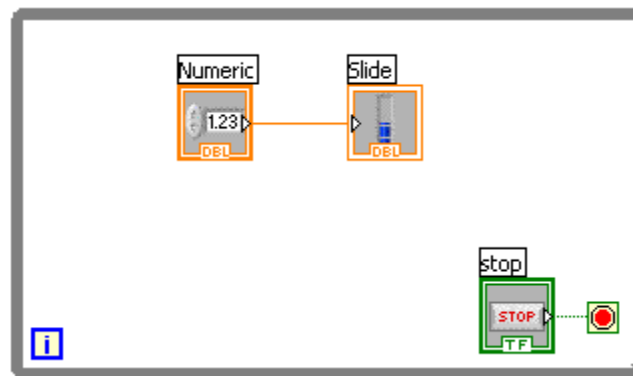 Numeric
Slide
1.23
DBL
DBL
stop
STOP
TF
i